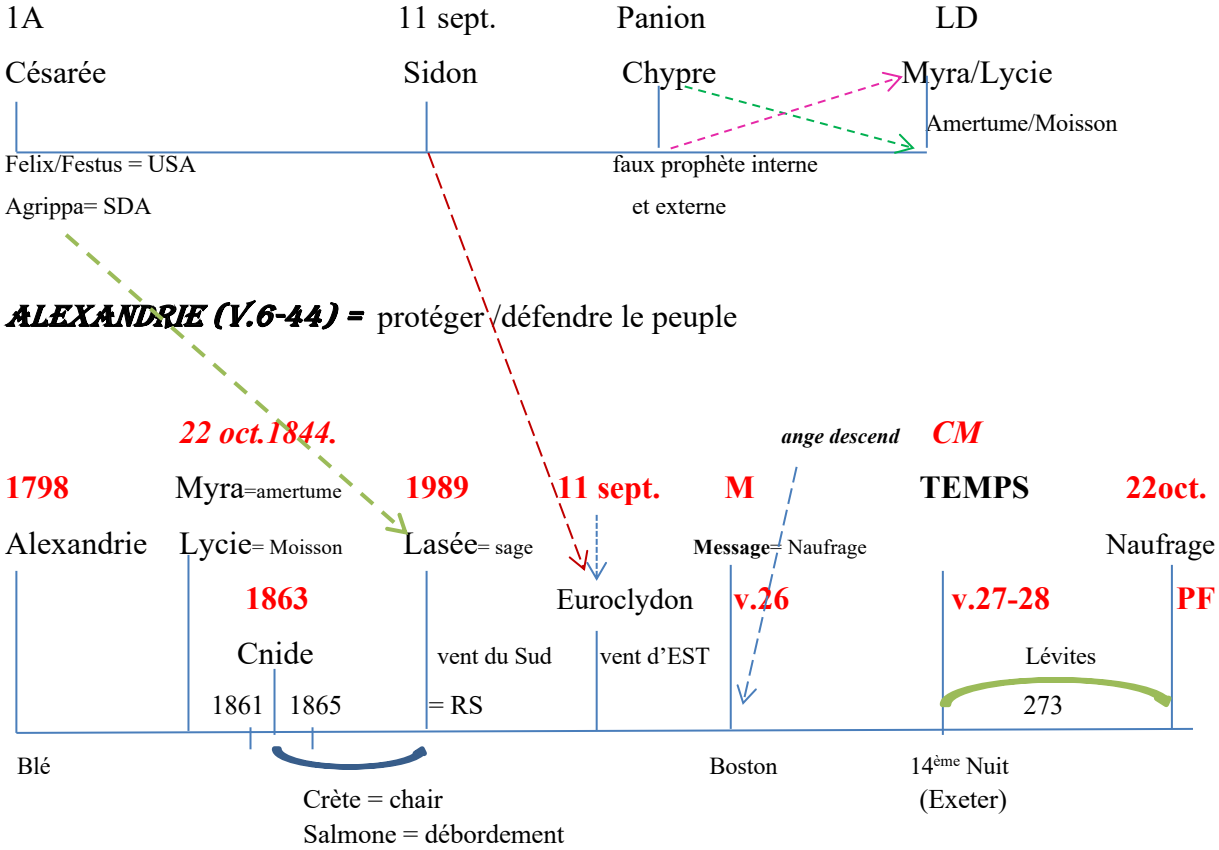 1A 11 sept. Panion LD
Césarée Sidon Chypre Myra/Lycie
Amertume/Moisson
Felix/Festus = USA faux prophète interne
Agrippa= SDA et externe
ALEXANDRIE (V.6-44) = protéger /défendre le peuple
22 oct.1844. ange descend CM
1798 Myra=amertume 1989 11 sept. M TEMPS 22oct.
Alexandrie Lycie= Moisson Lasée= sage Message= Naufrage Naufrage
1863 Euroclydon v.26 v.27-28 PF
Cnide vent du Sud vent d’EST Lévites
1861 1865 = RS 273
Blé Boston 14ème Nuit
Crète = chair (Exeter)
Salmone = débordement